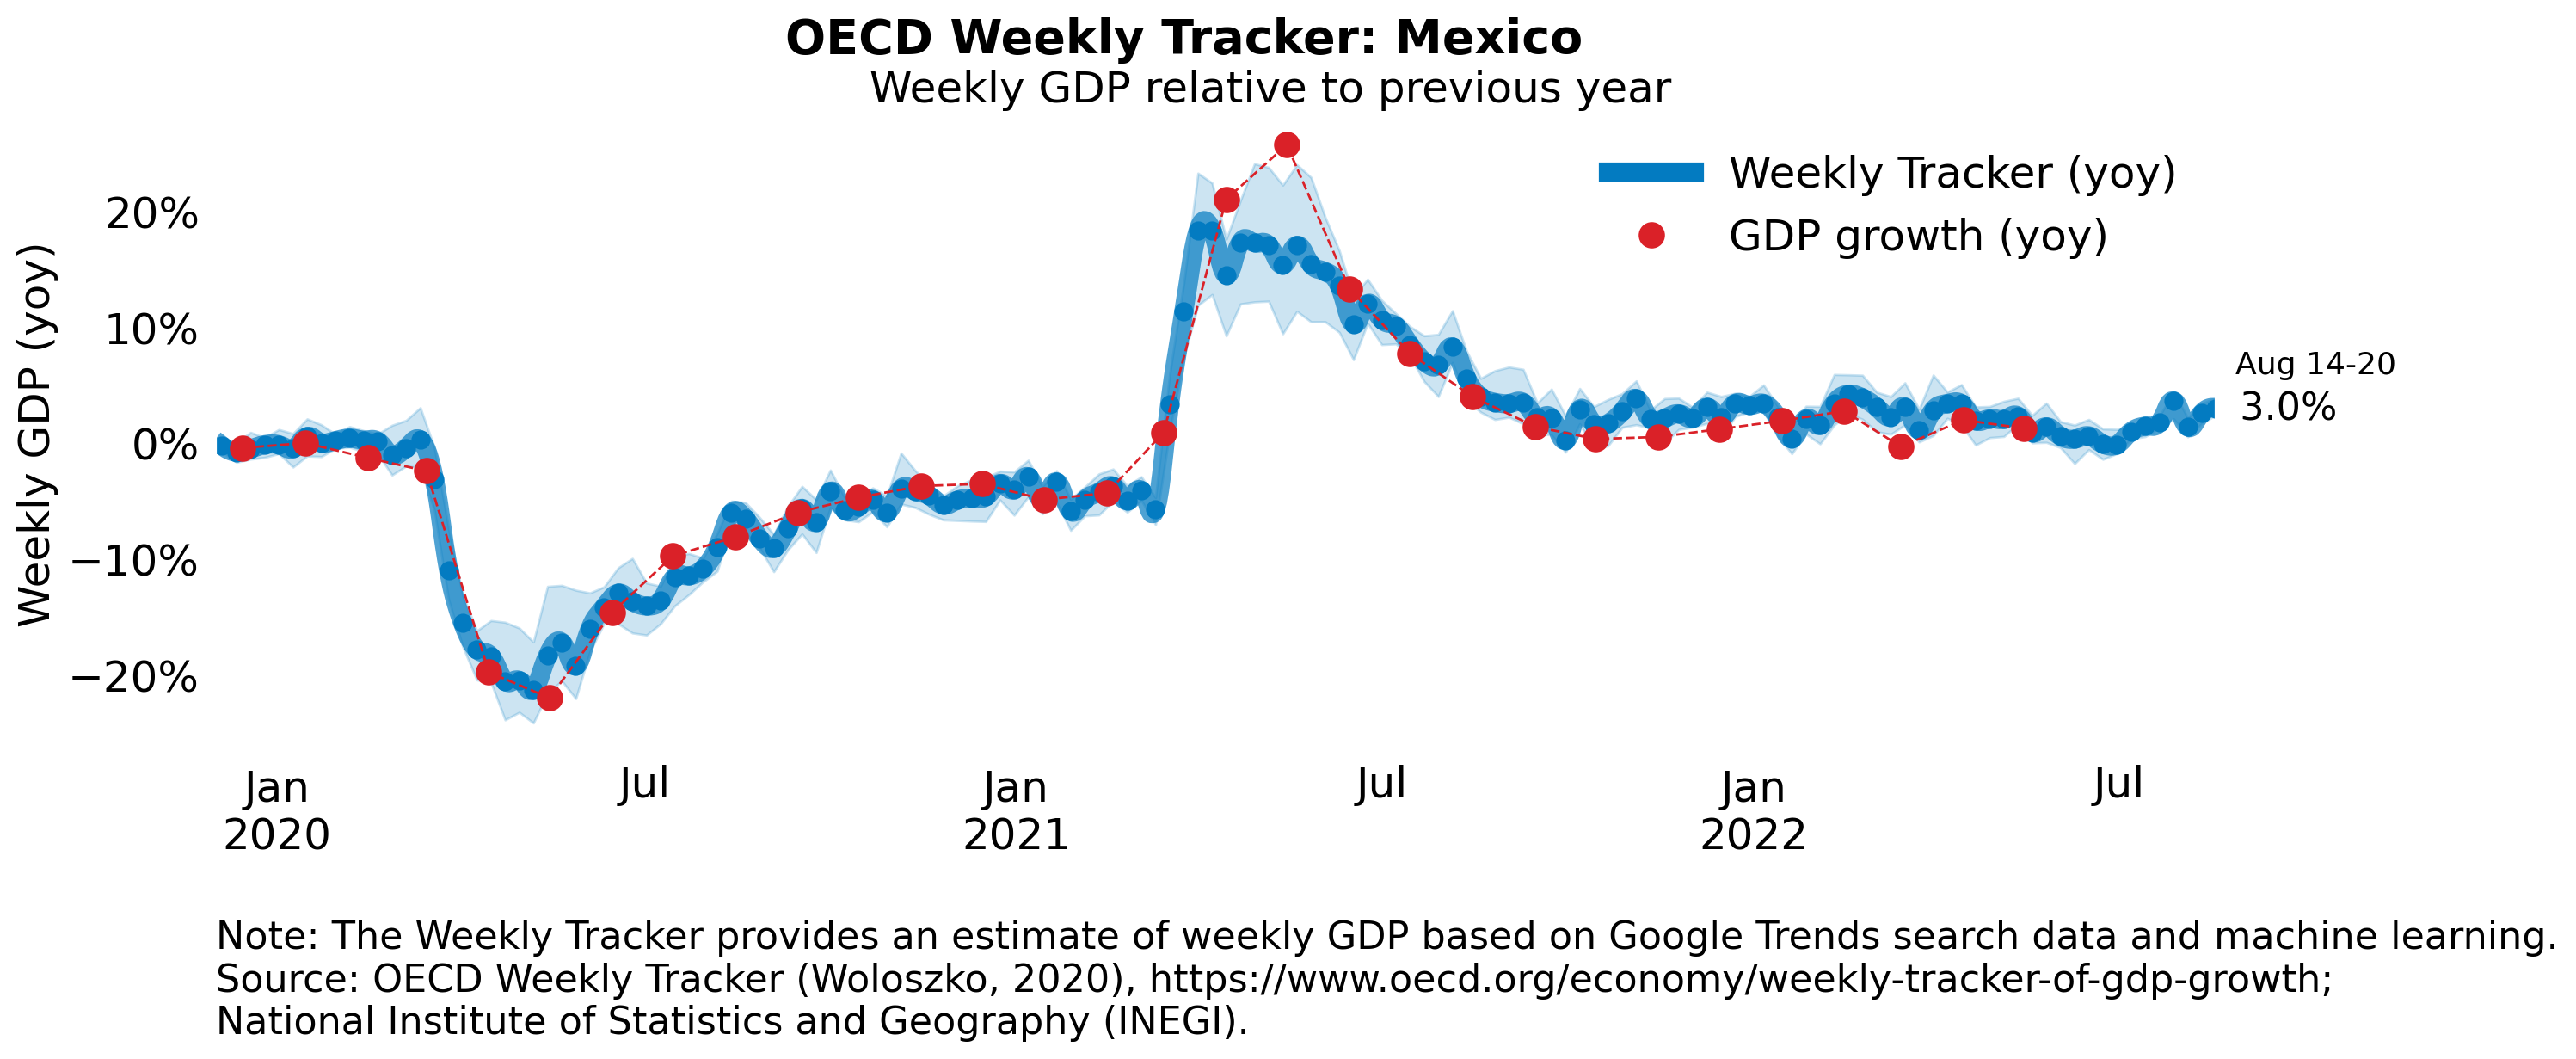 OECD Weekly Tracker: Mexico
Weekly GDP relative to previous year
Weekly Tracker (yoy)
GDP growth (yoy)
Weekly GDP (yoy)
20%
10%
0%
−10%
−20%
Aug 14-20
3.0%
Jan
2020
Jul
Jan
2021
Jul
Jan
2022
Jul
Note: The Weekly Tracker provides an estimate of weekly GDP based on Google Trends search data and machine learning.
Source: OECD Weekly Tracker (Woloszko, 2020), https://www.oecd.org/economy/weekly-tracker-of-gdp-growth;
National Institute of Statistics and Geography (INEGI).